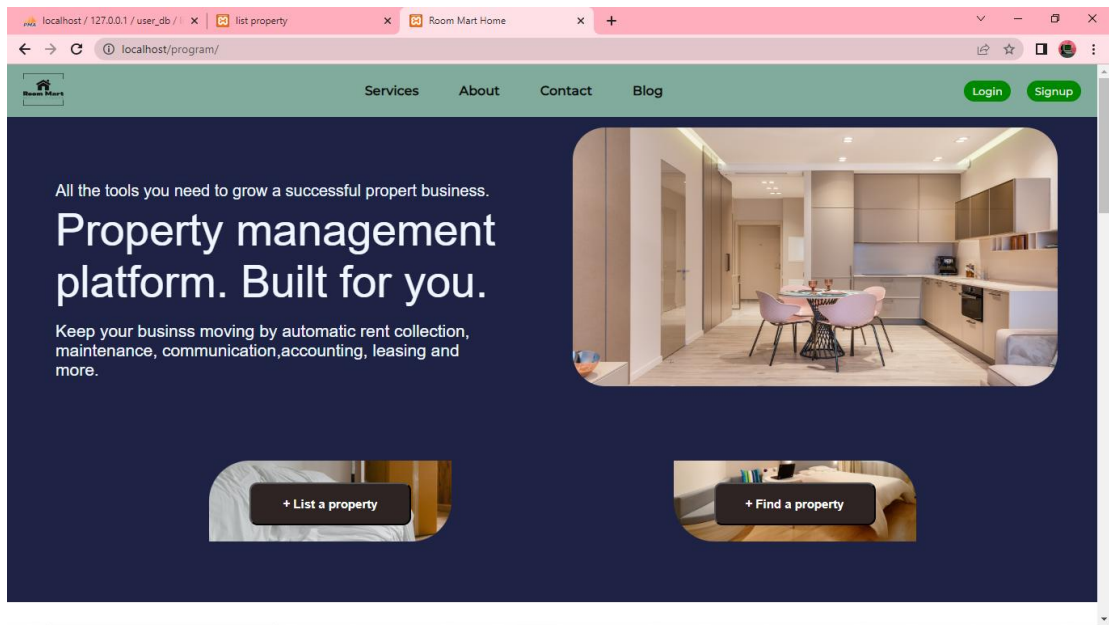 localhost / 127.0.0.1 / user_db /
list property
Room Mart Home
localhost/program/
Room Mart
Services About Contact Blog
Login Signup
All the tools you need to grow a successful propert business.
Property management
platform. Built for you.
Keep your businss moving by automatic rent collection,
maintenance, communication,accounting, leasing and
more.
+ List a property
+ Find a property